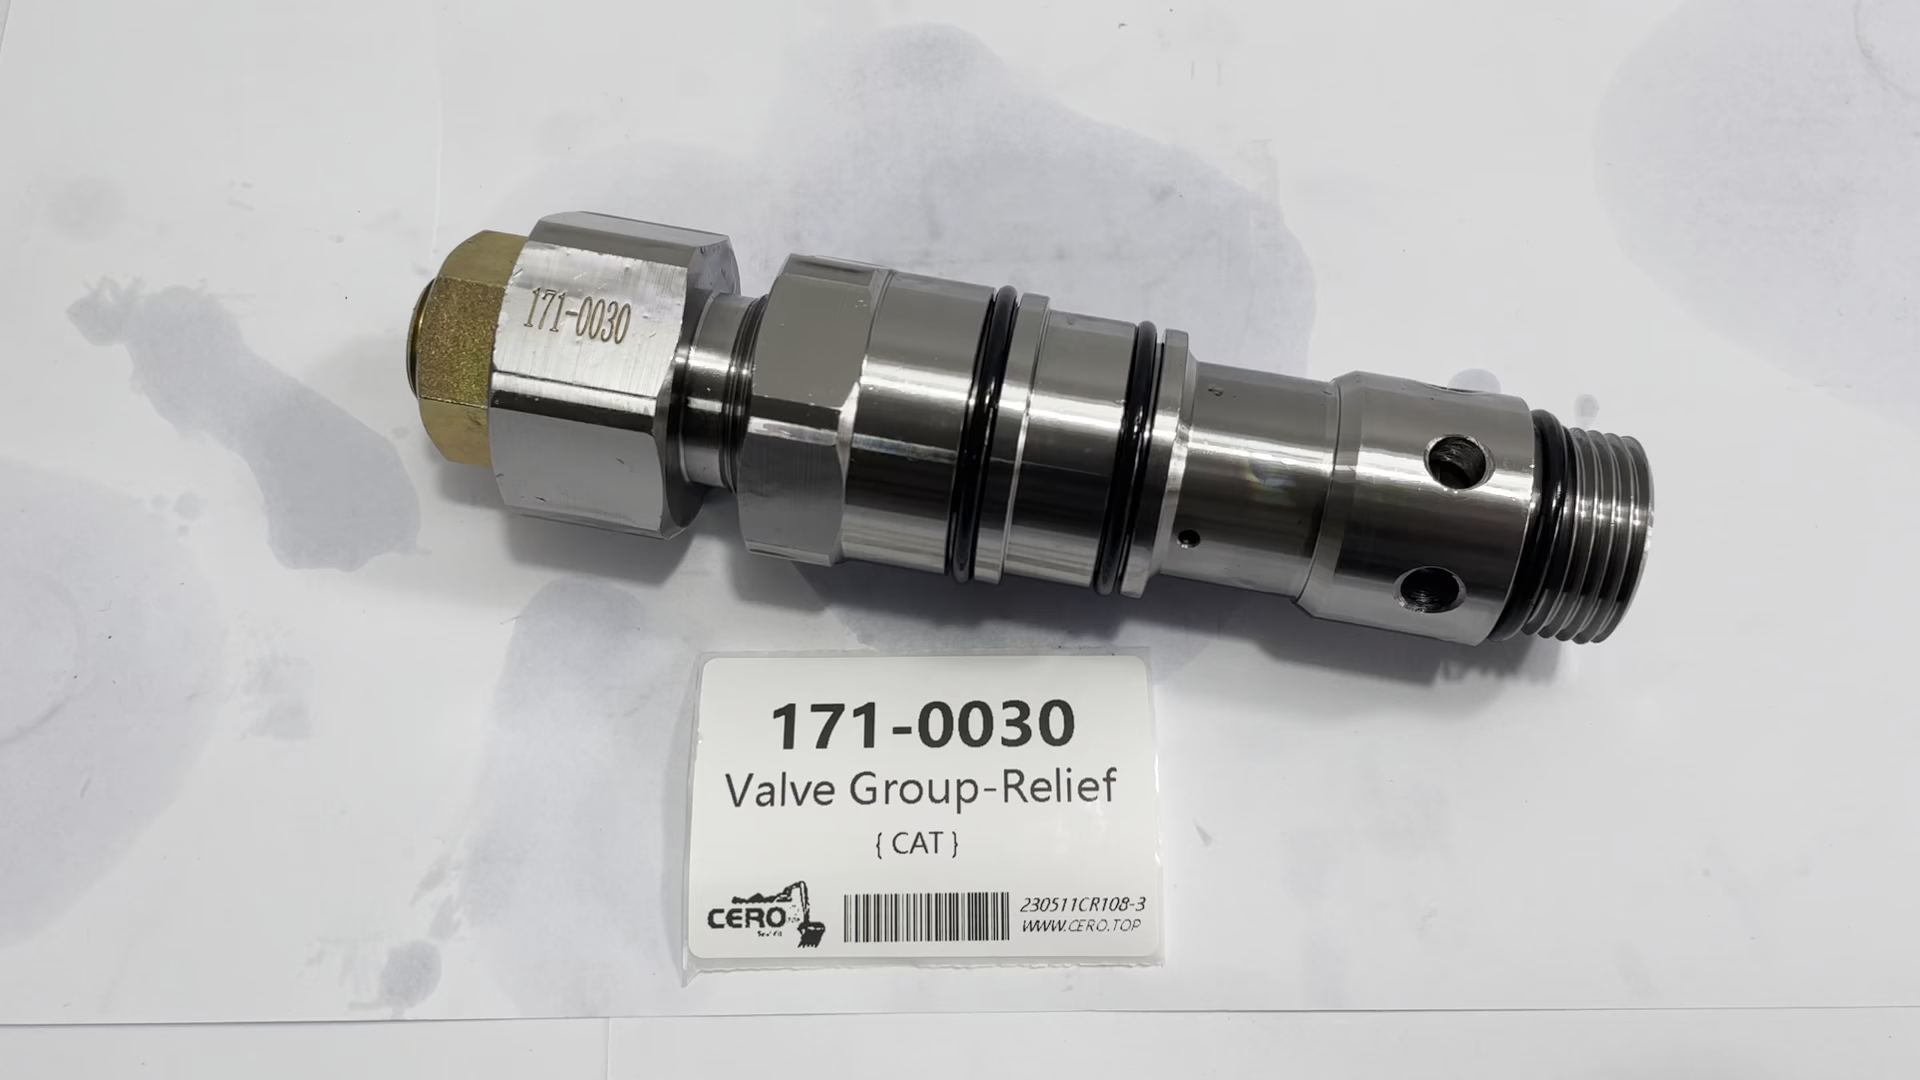 171-0030
171-0030
Valve Group-Relief
{ CAT }
CERO
230511CR108-3
WWW.CERO.TOP